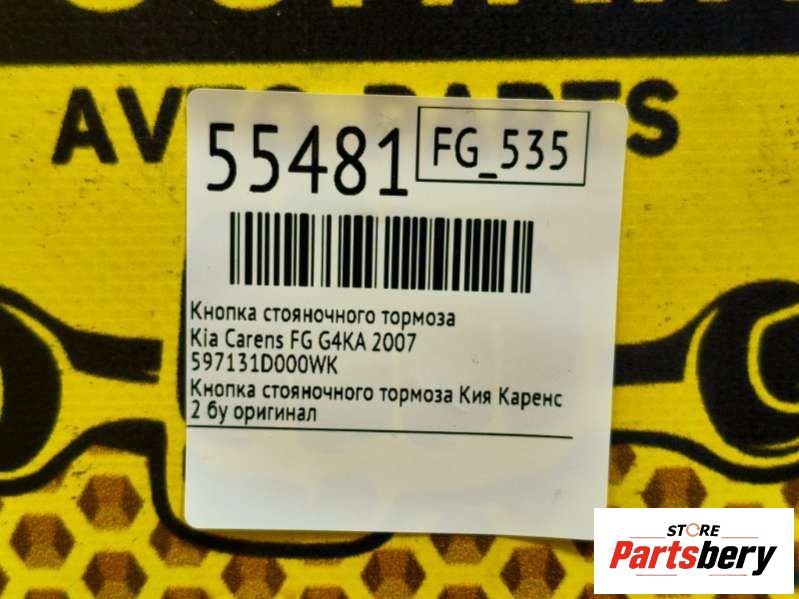 AVTO PARTS
55481
FG_535
Кнопка стояночного тормоза
Kia Carens FG G4KA 2007
597131D000WK
Кнопка стояночного тормоза Кия Каренс
2 бу оригинал
STORE
Partsbery